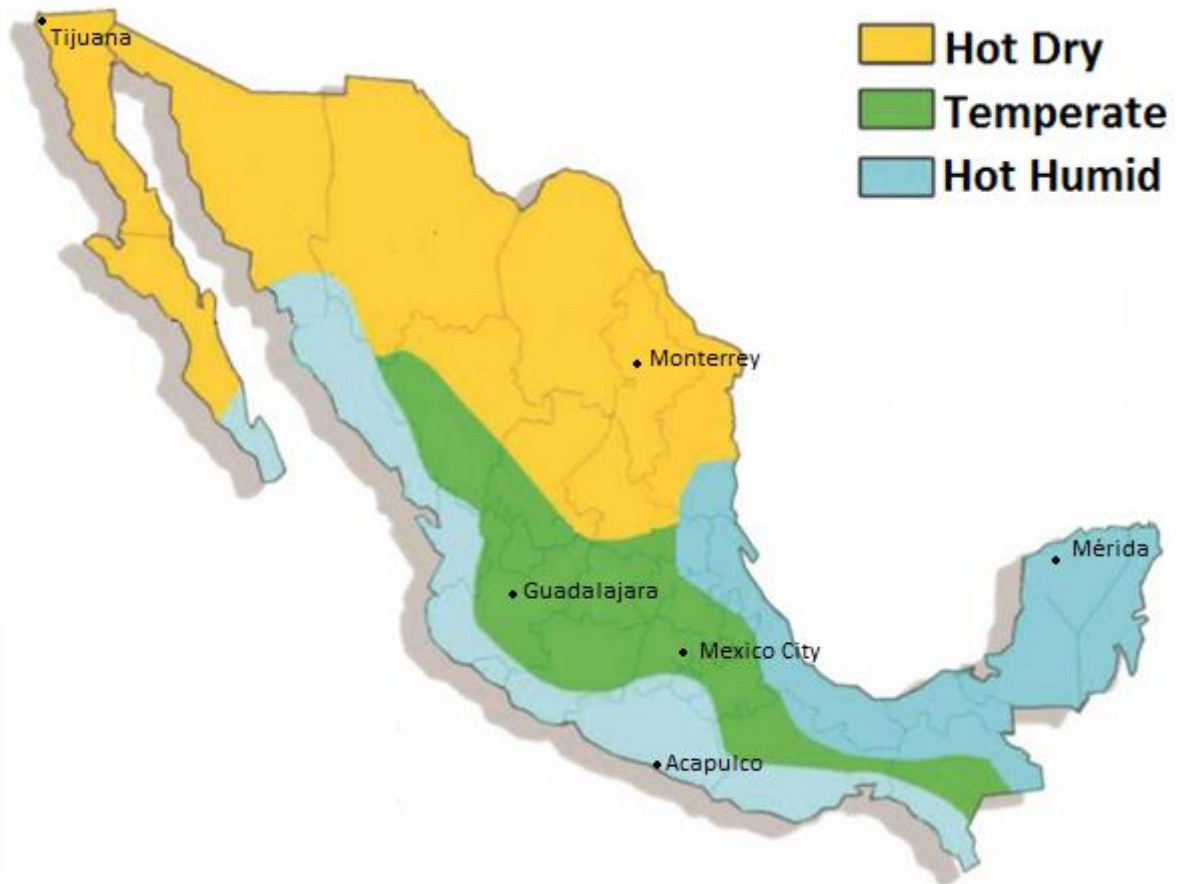 Tijuana
Hot Dry
Temperate
Hot Humid
Monterrey
Mérida
Guadalajara
Mexico City
Acapulco